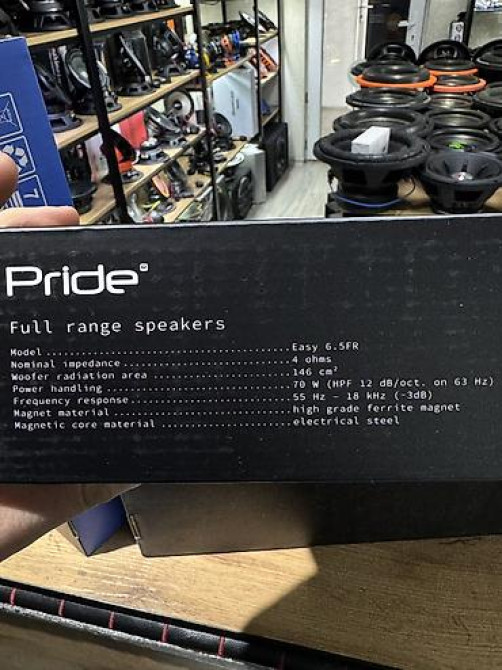 Pride
Full range speakers
Model ........................................ Easy 6.5FR
Nominal impedance ............................ 4 ohms
Woofer radiation area ........................ 146 cm²
Power handling ............................... 70 W (HPF 12 dB/oct. on 63 Hz)
Frequency response ........................... 55 Hz – 18 kHz (-3dB)
Magnet material .............................. high grade ferrite magnet
Magnetic core material ....................... electrical steel